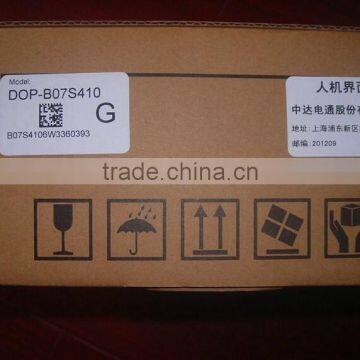 Model:
DOP-B07S410
G
B07S4106W3360393
人机界面
中达电通股份有
地址: 上海浦东新区
邮编: 201209
trade.china.cn